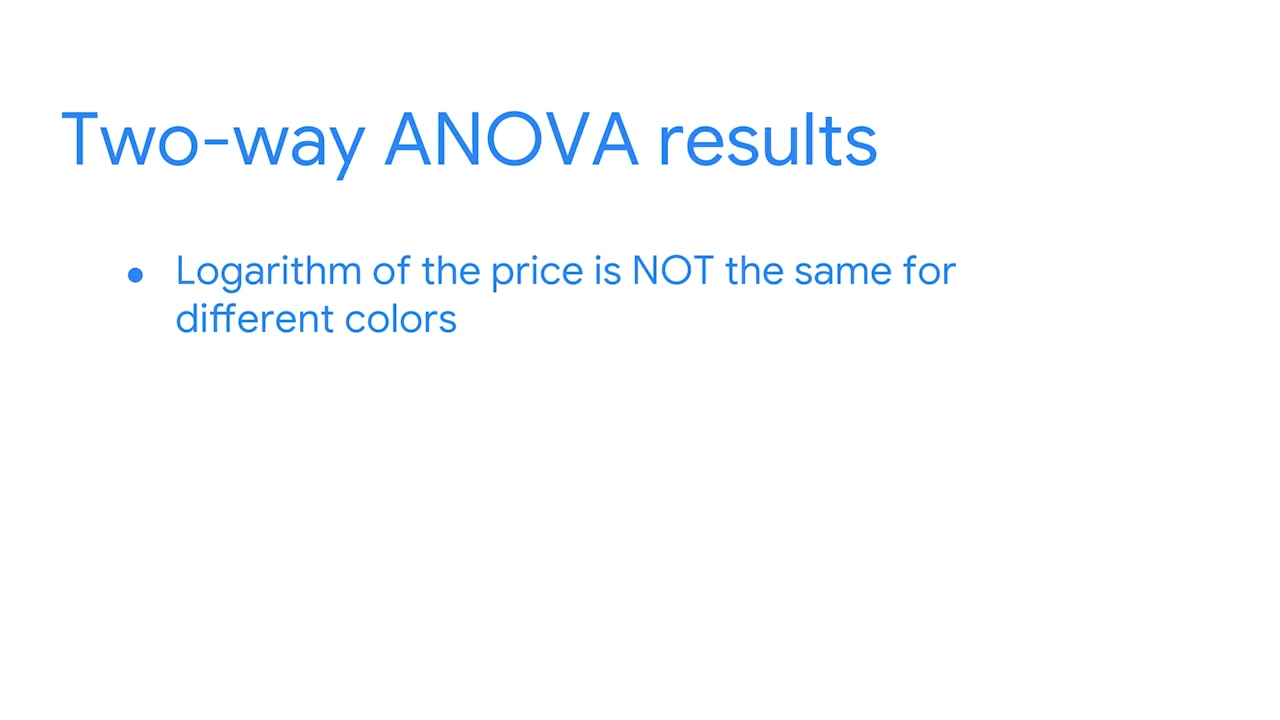 Two-way ANOVA results
● Logarithm of the price is NOT the same for
different colors